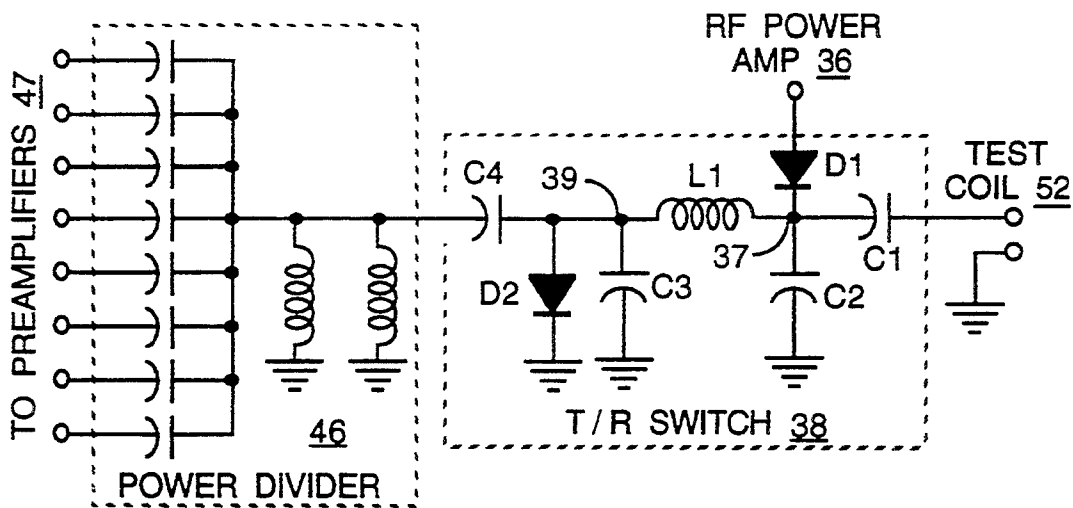 RF POWER
AMP 36
TO PREAMPLIFIERS 47
C4
39
L1
D1
TEST
COIL 52
37
C1
D2
C3
C2
46
T / R SWITCH 38
POWER DIVIDER